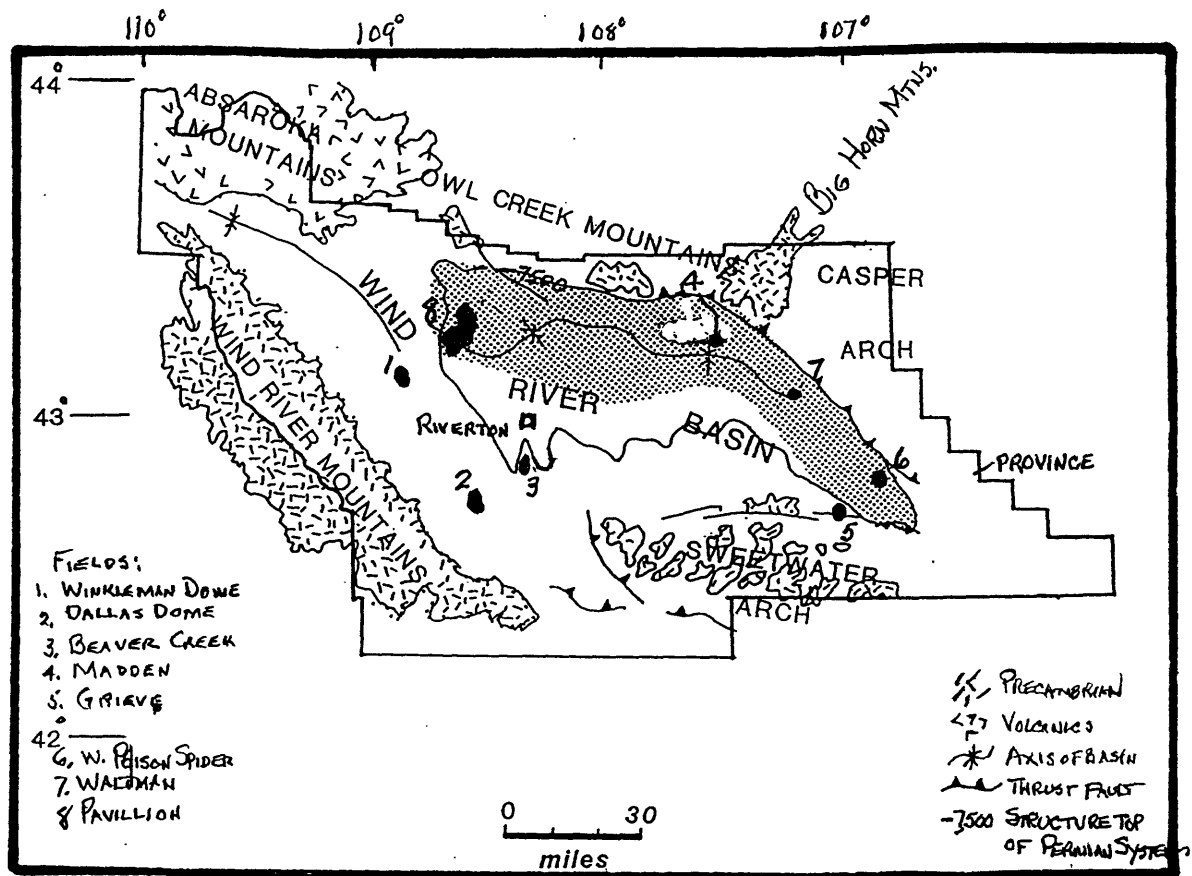 110° 109° 108° 107°
44°
ABSAROKA
MOUNTAINS
OWL CREEK MOUNTAINS
BIG HORN MTNS.
-7500
4
CASPER
WIND
8
ARCH
1
7
RIVER
43°
RIVERTON
BASIN
WIND RIVER MOUNTAINS
6
PROVINCE
2
3
5
SWEETWATER
ARCH
FIELDS:
1. WINKLEMAN DOME
2. DALLAS DOME
3. BEAVER CREEK
4. MADDEN
5. GRIEVE
42°
6. W. POISON SPIDER
7. WALTMAN
8 PAVILLION
0 30
miles
PRECAMBRIAN
VOLCANICS
AXIS OF BASIN
THRUST FAULT
-7,500 STRUCTURE TOP
OF PERMIAN SYSTEM